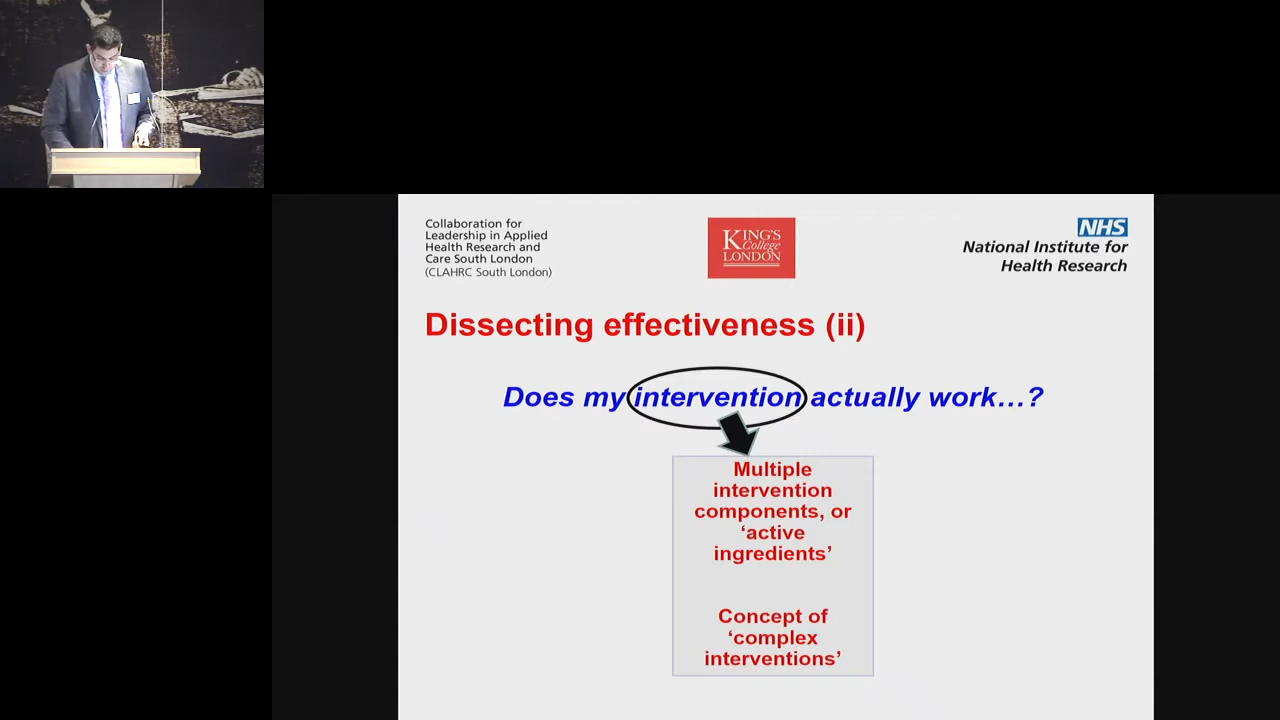 Collaboration for
Leadership in Applied
Health Research and
Care South London
(CLAHRC South London)
KING'S
College
LONDON
NHS
National Institute for
Health Research
Dissecting effectiveness (ii)
Does my intervention actually work…?
Multiple
intervention
components, or
‘active
ingredients’
Concept of
‘complex
interventions’